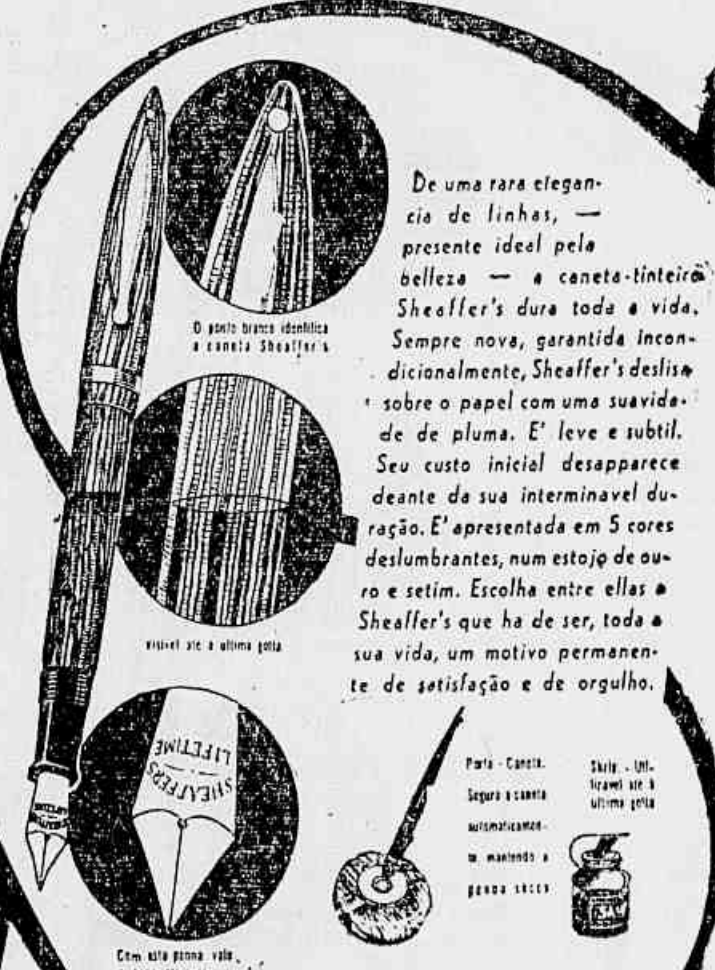 De uma rara elegan-
cia de linhas, —
presente ideal pela
belleza — a caneta-tinteiro
Sheaffer's dura toda a vida.
Sempre nova, garantida incon-
dicionalmente, Sheaffer's deslisa
sobre o papel com uma suavida-
de de pluma. E' leve e subtil.
Seu custo inicial desapparece
deante da sua interminavel du-
ração. E' apresentada em 5 cores
deslumbrantes, num estojo de ou-
ro e setim. Escolha entre ellas a
Sheaffer's que ha de ser, toda a
sua vida, um motivo permanen-
te de satisfação e de orgulho.
O ponto branco identifica
a caneta Sheaffer's
visivel até a ultima gotta
SHEAFFER'S
LIFETIME
Com esta penna vale
Porta - Caneta.
Segura a caneta
automaticamen-
te, mantendo a
penna secca
Skrip. - Uti-
lisavel até á
ultima gotta